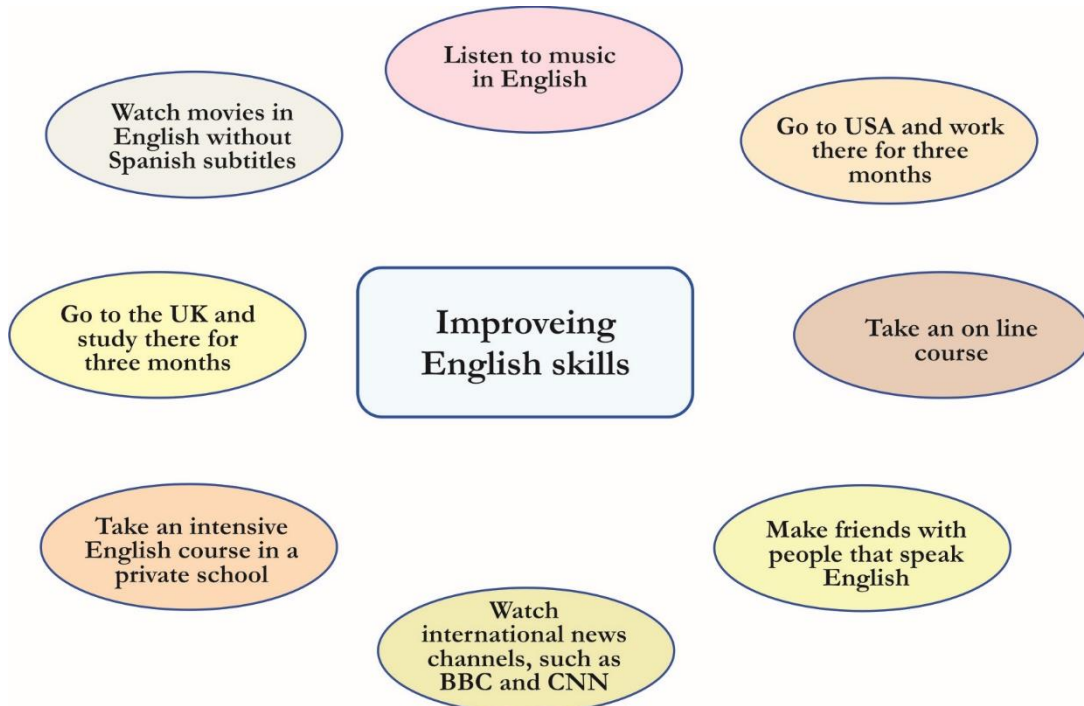 Listen to music
in English
Watch movies in
English without
Spanish subtitles
Go to USA and work
there for three
months
Go to the UK and
study there for
three months
Improveing
English skills
Take an on line
course
Take an intensive
English course in a
private school
Make friends with
people that speak
English
Watch
international news
channels, such as
BBC and CNN